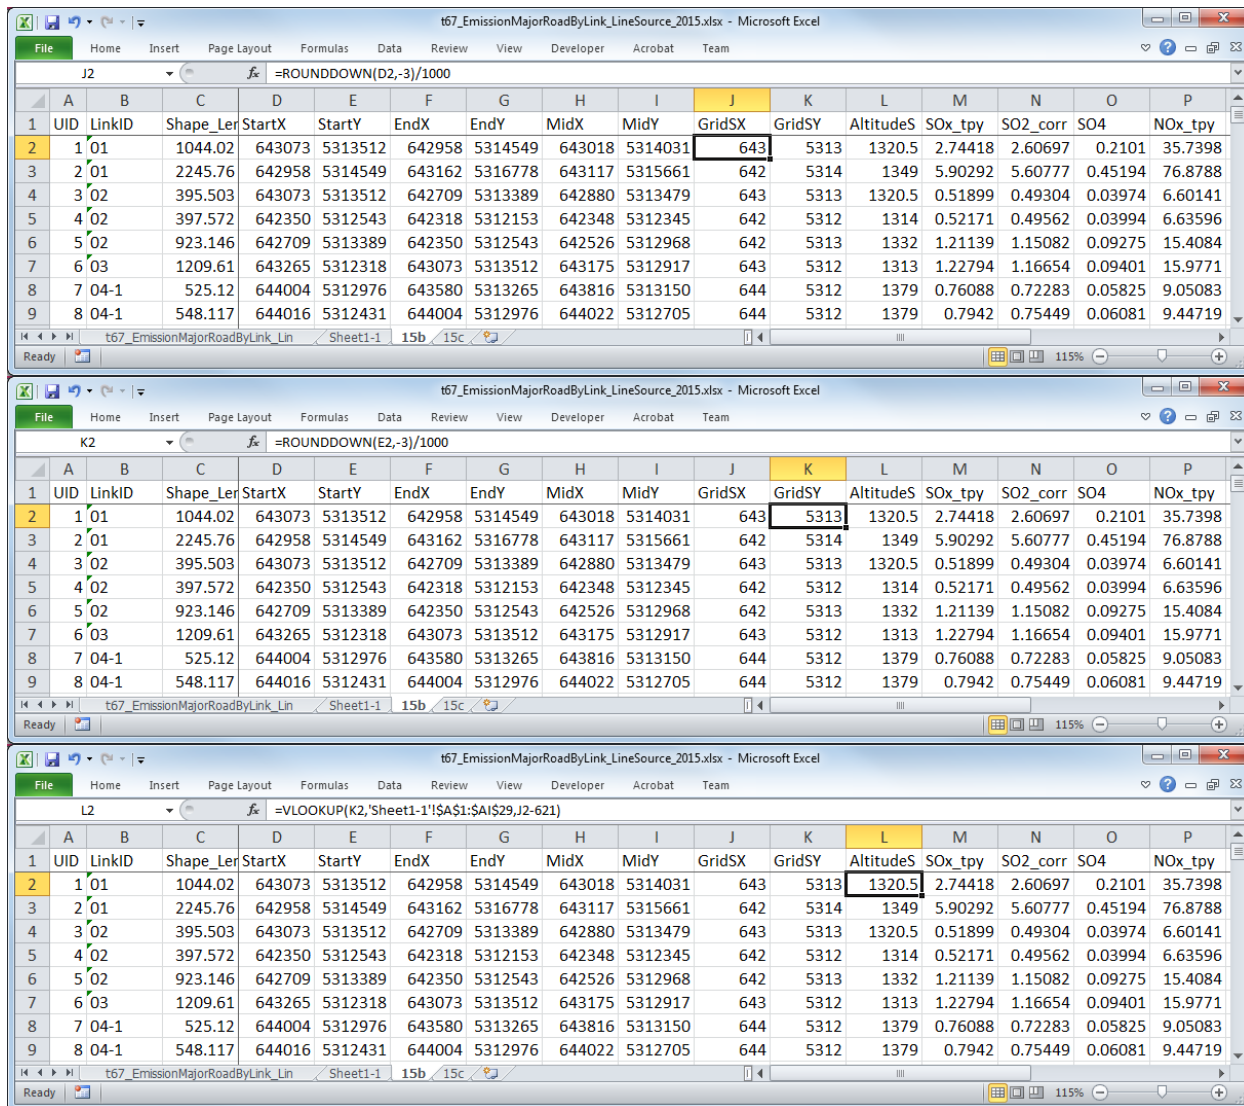 t67_EmissionMajorRoadByLink_LineSource_2015.xlsx - Microsoft Excel
File Home Insert Page Layout Formulas Data Review View Developer Acrobat Team
J2 fx =ROUNDDOWN(D2,-3)/1000
A B C D E F G H I J K L M N O P
1 UID LinkID Shape_Ler StartX StartY EndX EndY MidX MidY GridSX GridSY AltitudeS SOx_tpy SO2_corr SO4 NOx_tpy
2 1 01 1044.02 643073 5313512 642958 5314549 643018 5314031 643 5313 1320.5 2.74418 2.60697 0.2101 35.7398
3 2 01 2245.76 642958 5314549 643162 5316778 643117 5315661 642 5314 1349 5.90292 5.60777 0.45194 76.8788
4 3 02 395.503 643073 5313512 642709 5313389 642880 5313479 643 5313 1320.5 0.51899 0.49304 0.03974 6.60141
5 4 02 397.572 642350 5312543 642318 5312153 642348 5312345 642 5312 1314 0.52171 0.49562 0.03994 6.63596
6 5 02 923.146 642709 5313389 642350 5312543 642526 5312968 642 5313 1332 1.21139 1.15082 0.09275 15.4084
7 6 03 1209.61 643265 5312318 643073 5313512 643175 5312917 643 5312 1313 1.22794 1.16654 0.09401 15.9771
8 7 04-1 525.12 644004 5312976 643580 5313265 643816 5313150 644 5312 1379 0.76088 0.72283 0.05825 9.05083
9 8 04-1 548.117 644016 5312431 644004 5312976 644022 5312705 644 5312 1379 0.7942 0.75449 0.06081 9.44719
t67_EmissionMajorRoadByLink_Lin Sheet1-1 15b 15c
Ready 115%
t67_EmissionMajorRoadByLink_LineSource_2015.xlsx - Microsoft Excel
File Home Insert Page Layout Formulas Data Review View Developer Acrobat Team
K2 fx =ROUNDDOWN(E2,-3)/1000
A B C D E F G H I J K L M N O P
1 UID LinkID Shape_Ler StartX StartY EndX EndY MidX MidY GridSX GridSY AltitudeS SOx_tpy SO2_corr SO4 NOx_tpy
2 1 01 1044.02 643073 5313512 642958 5314549 643018 5314031 643 5313 1320.5 2.74418 2.60697 0.2101 35.7398
3 2 01 2245.76 642958 5314549 643162 5316778 643117 5315661 642 5314 1349 5.90292 5.60777 0.45194 76.8788
4 3 02 395.503 643073 5313512 642709 5313389 642880 5313479 643 5313 1320.5 0.51899 0.49304 0.03974 6.60141
5 4 02 397.572 642350 5312543 642318 5312153 642348 5312345 642 5312 1314 0.52171 0.49562 0.03994 6.63596
6 5 02 923.146 642709 5313389 642350 5312543 642526 5312968 642 5313 1332 1.21139 1.15082 0.09275 15.4084
7 6 03 1209.61 643265 5312318 643073 5313512 643175 5312917 643 5312 1313 1.22794 1.16654 0.09401 15.9771
8 7 04-1 525.12 644004 5312976 643580 5313265 643816 5313150 644 5312 1379 0.76088 0.72283 0.05825 9.05083
9 8 04-1 548.117 644016 5312431 644004 5312976 644022 5312705 644 5312 1379 0.7942 0.75449 0.06081 9.44719
t67_EmissionMajorRoadByLink_Lin Sheet1-1 15b 15c
Ready 115%
t67_EmissionMajorRoadByLink_LineSource_2015.xlsx - Microsoft Excel
File Home Insert Page Layout Formulas Data Review View Developer Acrobat Team
L2 fx =VLOOKUP(K2,'Sheet1-1'!$A$1:$AI$29,J2-621)
A B C D E F G H I J K L M N O P
1 UID LinkID Shape_Ler StartX StartY EndX EndY MidX MidY GridSX GridSY AltitudeS SOx_tpy SO2_corr SO4 NOx_tpy
2 1 01 1044.02 643073 5313512 642958 5314549 643018 5314031 643 5313 1320.5 2.74418 2.60697 0.2101 35.7398
3 2 01 2245.76 642958 5314549 643162 5316778 643117 5315661 642 5314 1349 5.90292 5.60777 0.45194 76.8788
4 3 02 395.503 643073 5313512 642709 5313389 642880 5313479 643 5313 1320.5 0.51899 0.49304 0.03974 6.60141
5 4 02 397.572 642350 5312543 642318 5312153 642348 5312345 642 5312 1314 0.52171 0.49562 0.03994 6.63596
6 5 02 923.146 642709 5313389 642350 5312543 642526 5312968 642 5313 1332 1.21139 1.15082 0.09275 15.4084
7 6 03 1209.61 643265 5312318 643073 5313512 643175 5312917 643 5312 1313 1.22794 1.16654 0.09401 15.9771
8 7 04-1 525.12 644004 5312976 643580 5313265 643816 5313150 644 5312 1379 0.76088 0.72283 0.05825 9.05083
9 8 04-1 548.117 644016 5312431 644004 5312976 644022 5312705 644 5312 1379 0.7942 0.75449 0.06081 9.44719
t67_EmissionMajorRoadByLink_Lin Sheet1-1 15b 15c
Ready 115%